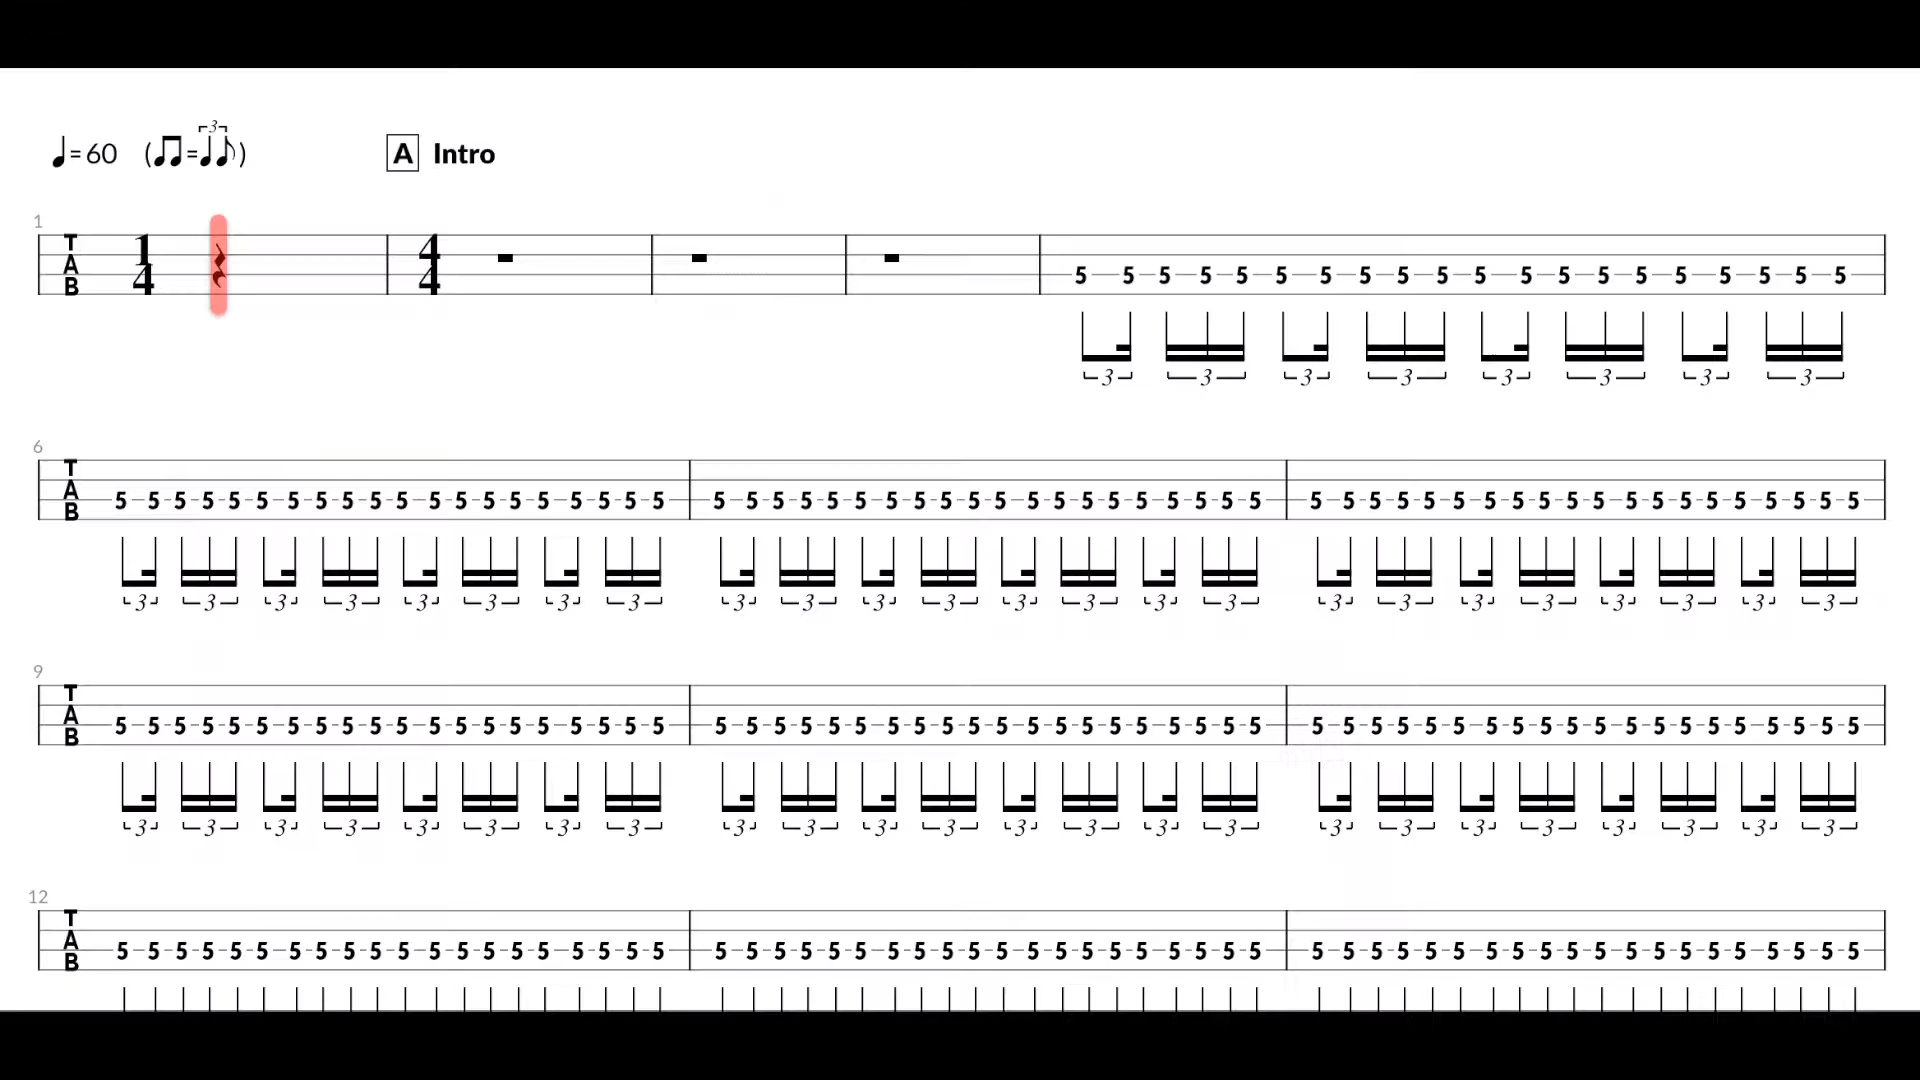 ♩=60 (♫=♩♪) 3
A Intro
1
TAB 1/4 4/4 5 5 5 5 5 5 5 5 5 5 5 5 5 5 5 5 5 5 5 5
3 3 3 3 3 3 3 3
6
TAB 5 5 5 5 5 5 5 5 5 5 5 5 5 5 5 5 5 5 5 5 5 5 5 5 5 5 5 5 5 5 5 5 5 5 5 5 5 5 5 5 5 5 5 5 5 5 5 5 5 5 5 5 5 5 5 5 5 5 5 5
3 3 3 3 3 3 3 3 3 3 3 3 3 3 3 3 3 3 3 3 3 3 3 3
9
TAB 5 5 5 5 5 5 5 5 5 5 5 5 5 5 5 5 5 5 5 5 5 5 5 5 5 5 5 5 5 5 5 5 5 5 5 5 5 5 5 5 5 5 5 5 5 5 5 5 5 5 5 5 5 5 5 5 5 5 5 5
3 3 3 3 3 3 3 3 3 3 3 3 3 3 3 3 3 3 3 3 3 3 3 3
12
TAB 5 5 5 5 5 5 5 5 5 5 5 5 5 5 5 5 5 5 5 5 5 5 5 5 5 5 5 5 5 5 5 5 5 5 5 5 5 5 5 5 5 5 5 5 5 5 5 5 5 5 5 5 5 5 5 5 5 5 5 5